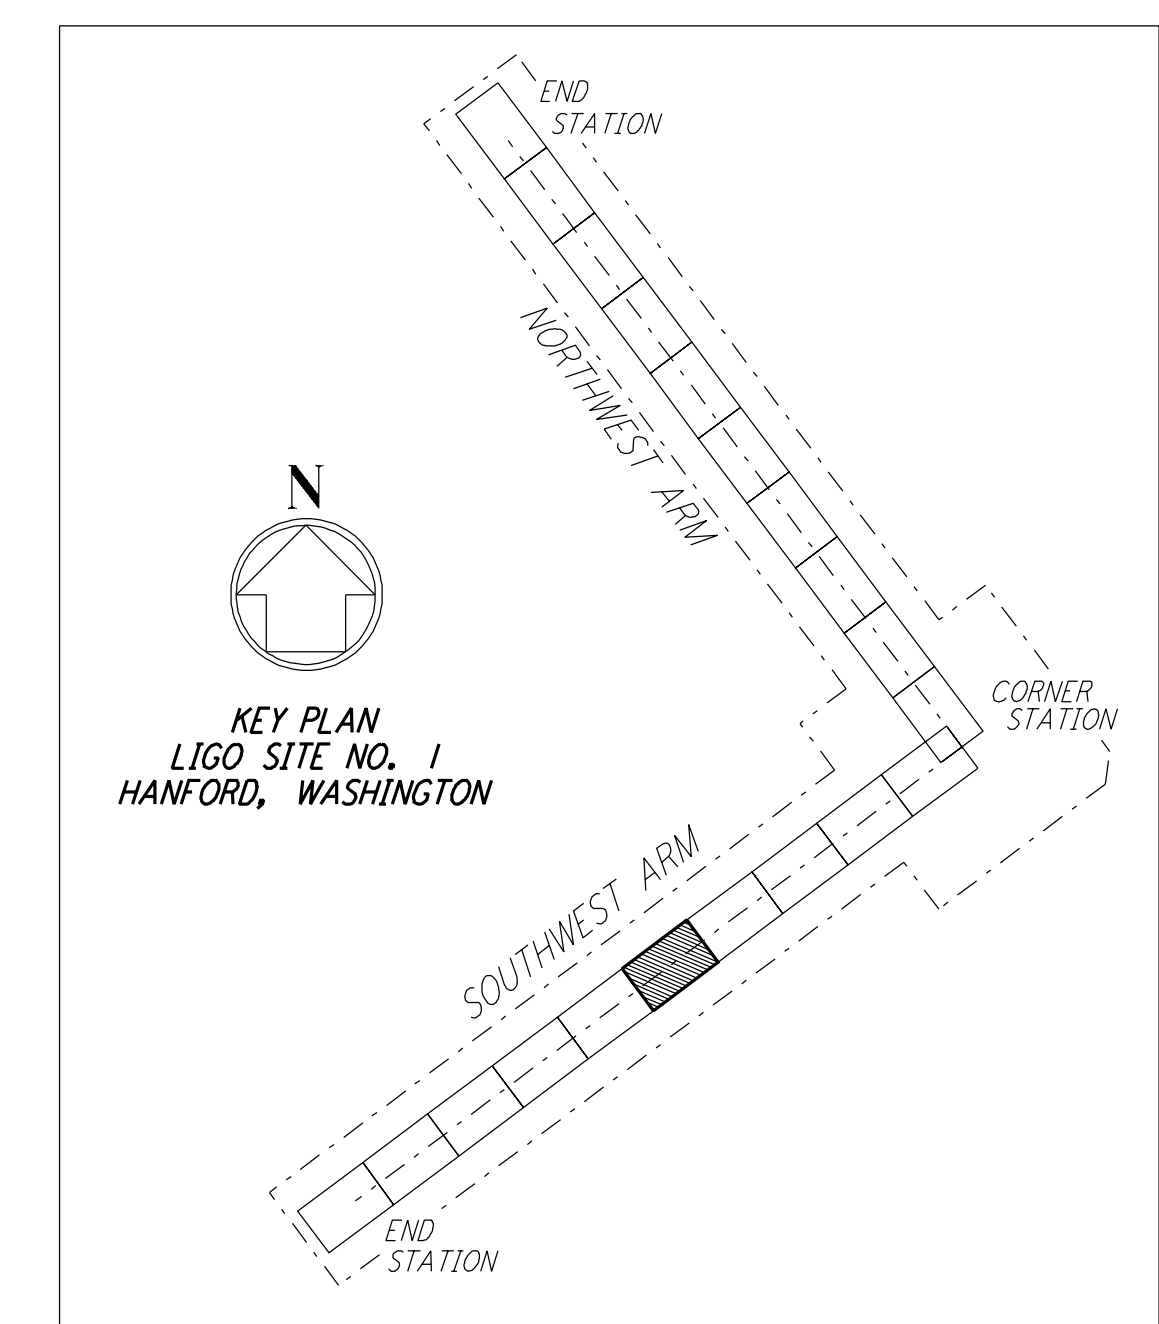 END
STATION
NORTHWEST ARM
N
KEY PLAN
LIGO SITE NO. 1
HANFORD, WASHINGTON
CORNER
STATION
SOUTHWEST ARM
END
STATION